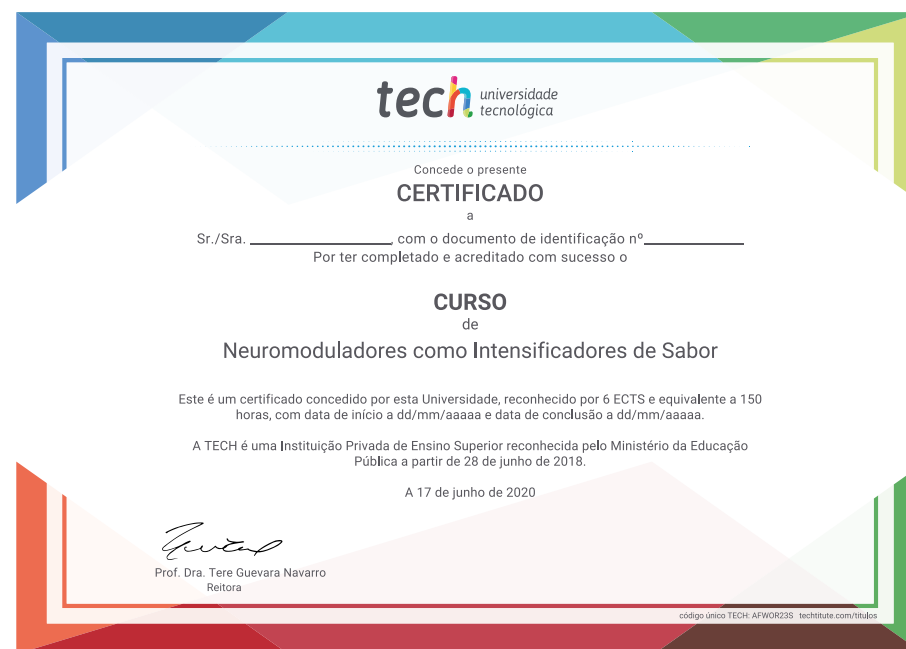 tech universidade
tecnológica
Concede o presente
CERTIFICADO
a
Sr./Sra. ____________________, com o documento de identificação nº______________
Por ter completado e acreditado com sucesso o
CURSO
de
Neuromoduladores como Intensificadores de Sabor
Este é um certificado concedido por esta Universidade, reconhecido por 6 ECTS e equivalente a 150
horas, com data de início a dd/mm/aaaaa e data de conclusão a dd/mm/aaaaa.
A TECH é uma Instituição Privada de Ensino Superior reconhecida pelo Ministério da Educação
Pública a partir de 28 de junho de 2018.
A 17 de junho de 2020
Prof. Dra. Tere Guevara Navarro
Reitora
código único TECH: AFWOR23S techtitute.com/titulos